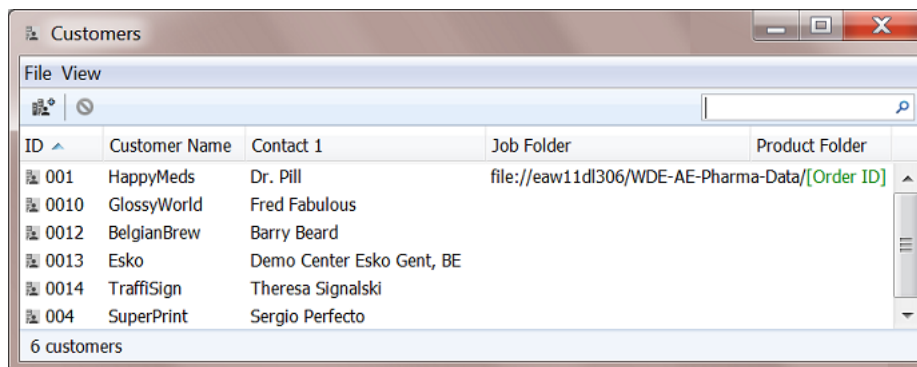 Customers
File View
ID Customer Name Contact 1 Job Folder Product Folder
001 HappyMeds Dr. Pill file://eaw11dl306/WDE-AE-Pharma-Data/[Order ID]
0010 GlossyWorld Fred Fabulous
0012 BelgianBrew Barry Beard
0013 Esko Demo Center Esko Gent, BE
0014 TraffiSign Theresa Signalski
004 SuperPrint Sergio Perfecto
6 customers